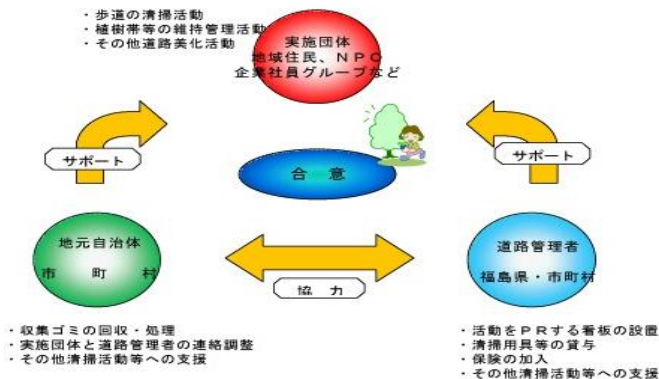 ・歩道の清掃活動
・植樹帯等の維持管理活動
・その他道路美化活動
実施団体
地域住民、ＮＰＯ
企業社員グループなど
サポート
サポート
合　意
地元自治体
市　町　村
道路管理者
福島県・市町村
協　力
・収集ゴミの回収・処理
・実施団体と道路管理者の連絡調整
・その他清掃活動等への支援
・活動をＰＲする看板の設置
・清掃用具等の貸与
・保険の加入
・その他清掃活動等への支援